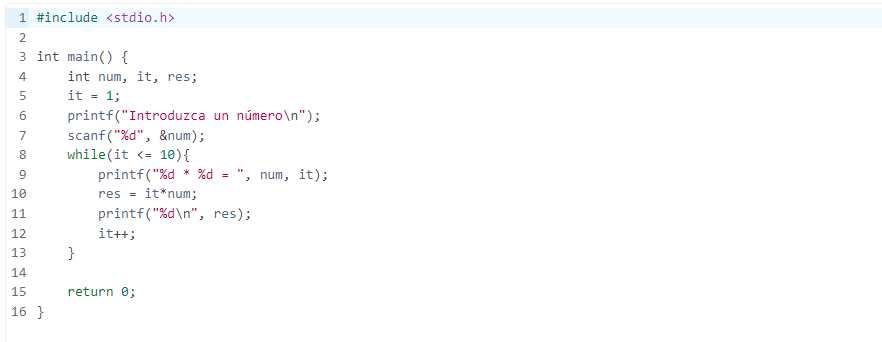 1 #include <stdio.h>
2
3 int main() {
4     int num, it, res;
5     it = 1;
6     printf("Introduzca un número\n");
7     scanf("%d", &num);
8     while(it <= 10){
9         printf("%d * %d = ", num, it);
10         res = it*num;
11         printf("%d\n", res);
12         it++;
13     }
14
15     return 0;
16 }